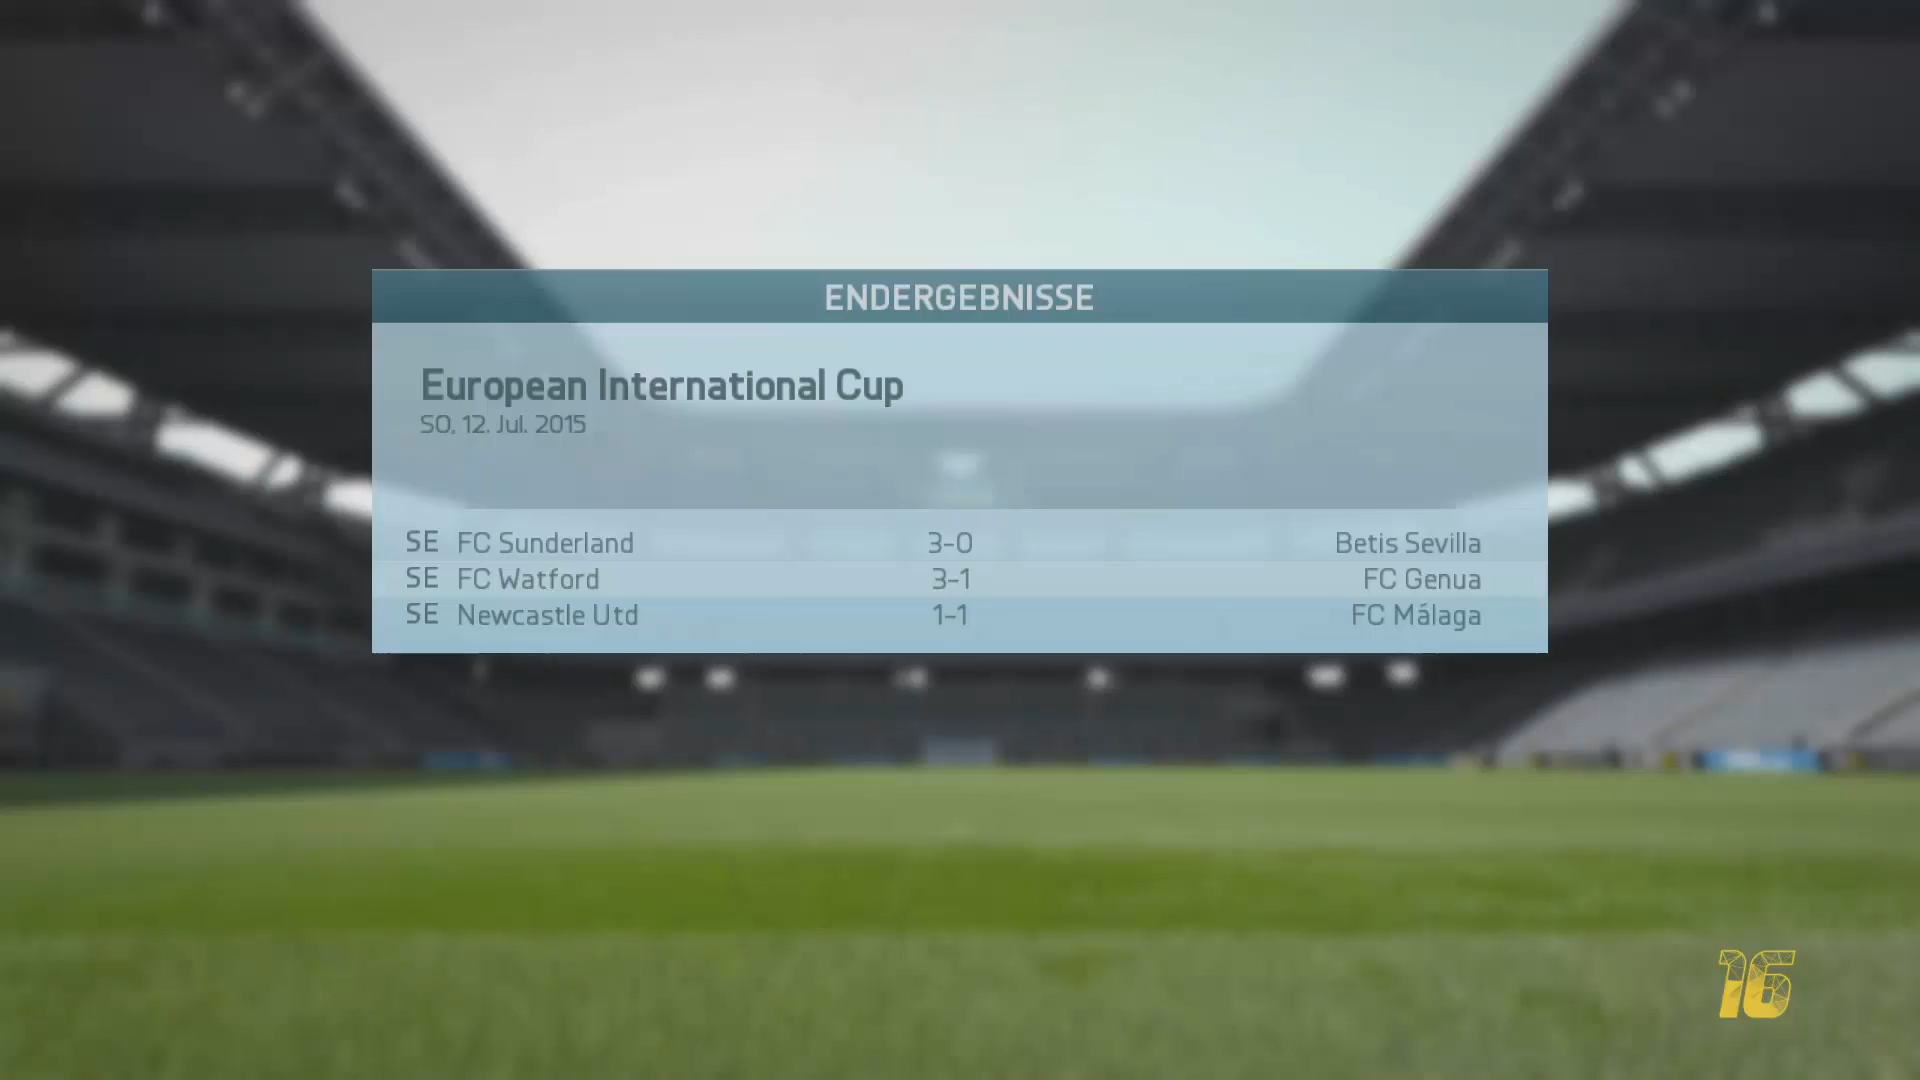 ENDERGEBNISSE
European International Cup
SO, 12. Jul. 2015
SE FC Sunderland 3-0 Betis Sevilla
SE FC Watford 3-1 FC Genua
SE Newcastle Utd 1-1 FC Málaga
16